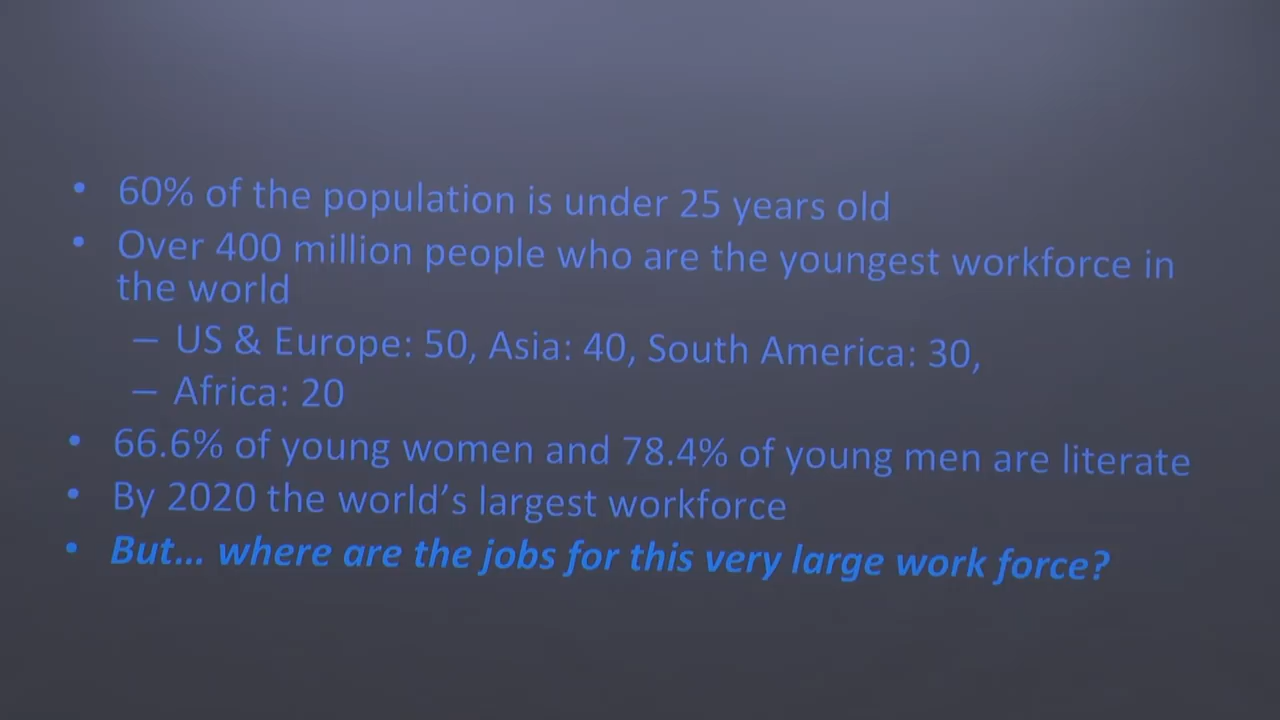 • 60% of the population is under 25 years old
• Over 400 million people who are the youngest workforce in
the world
– US & Europe: 50, Asia: 40, South America: 30,
– Africa: 20
• 66.6% of young women and 78.4% of young men are literate
• By 2020 the world’s largest workforce
• But... where are the jobs for this very large work force?